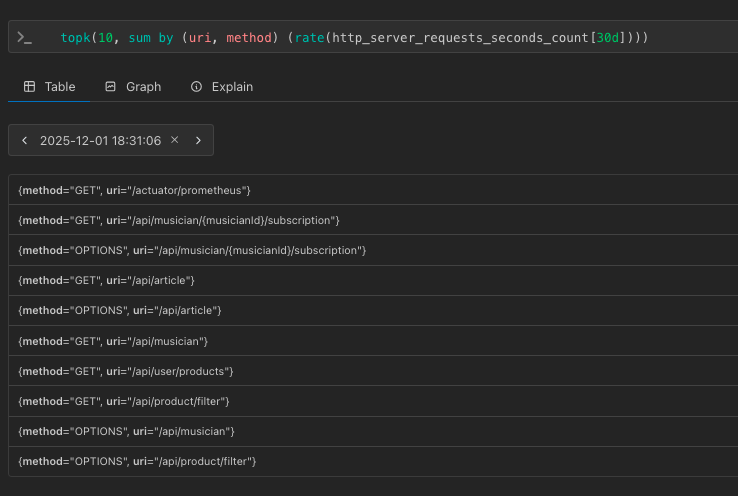 >_ topk(10, sum by (uri, method) (rate(http_server_requests_seconds_count[30d])))
Table Graph Explain
2025-12-01 18:31:06
{method="GET", uri="/actuator/prometheus"}
{method="GET", uri="/api/musician/{musicianId}/subscription"}
{method="OPTIONS", uri="/api/musician/{musicianId}/subscription"}
{method="GET", uri="/api/article"}
{method="OPTIONS", uri="/api/article"}
{method="GET", uri="/api/musician"}
{method="GET", uri="/api/user/products"}
{method="GET", uri="/api/product/filter"}
{method="OPTIONS", uri="/api/musician"}
{method="OPTIONS", uri="/api/product/filter"}